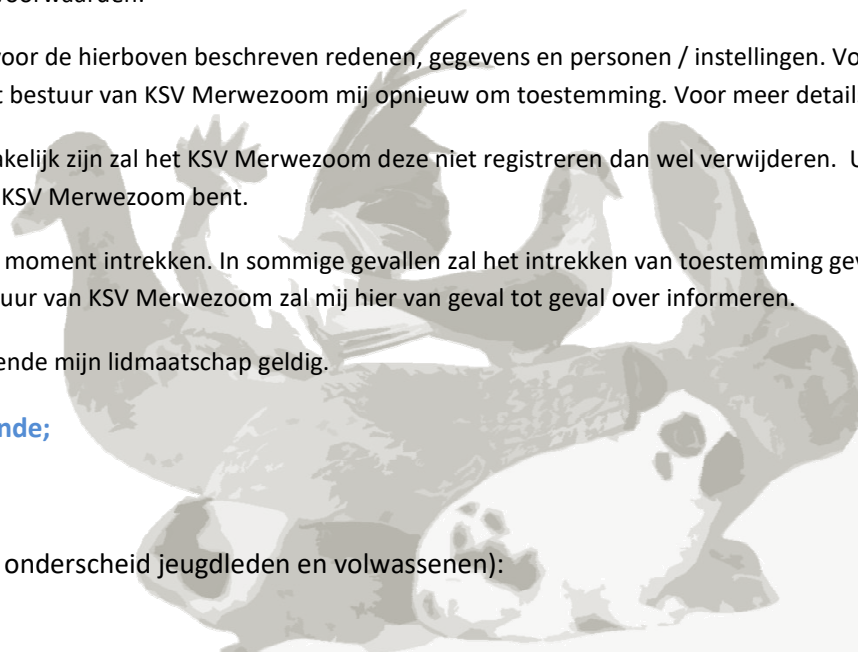 voorwaarden.
voor de hierboven beschreven redenen, gegevens en personen / instellingen. Vo
t bestuur van KSV Merwezoom mij opnieuw om toestemming. Voor meer detail
akelijk zijn zal het KSV Merwezoom deze niet registreren dan wel verwijderen. U
KSV Merwezoom bent.
moment intrekken. In sommige gevallen zal het intrekken van toestemming gev
uur van KSV Merwezoom zal mij hier van geval tot geval over informeren.
ende mijn lidmaatschap geldig.
nde;
onderscheid jeugdleden en volwassenen):